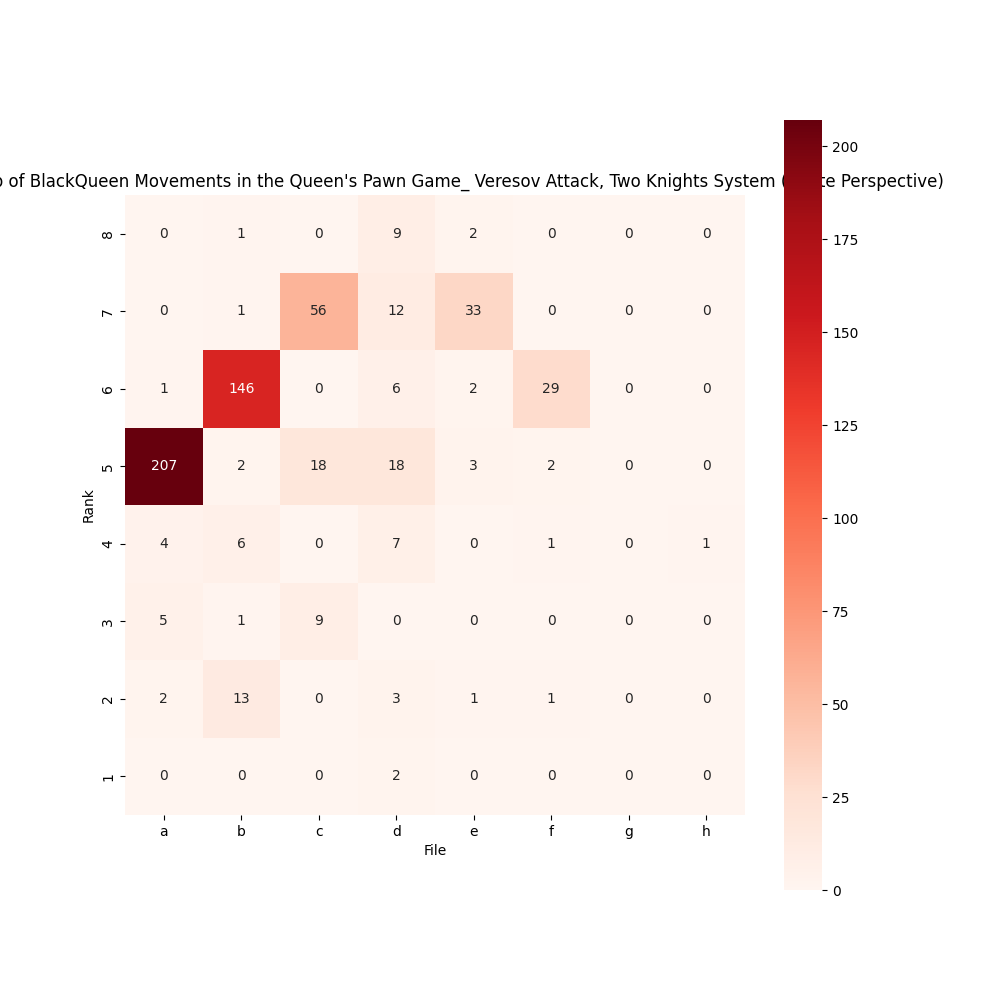 of BlackQueen Movements in the Queen's Pawn Game_ Veresov Attack, Two Knights System ( Perspective)
8 0 1 0 9 2 0 0 0
7 0 1 56 12 33 0 0 0
6 1 146 0 6 2 29 0 0
5 207 2 18 18 3 2 0 0
4 4 6 0 7 0 1 0 1
3 5 1 9 0 0 0 0 0
2 2 13 0 3 1 1 0 0
1 0 0 0 2 0 0 0 0
a b c d e f g h
File
Rank
200
175
150
125
100
75
50
25
0